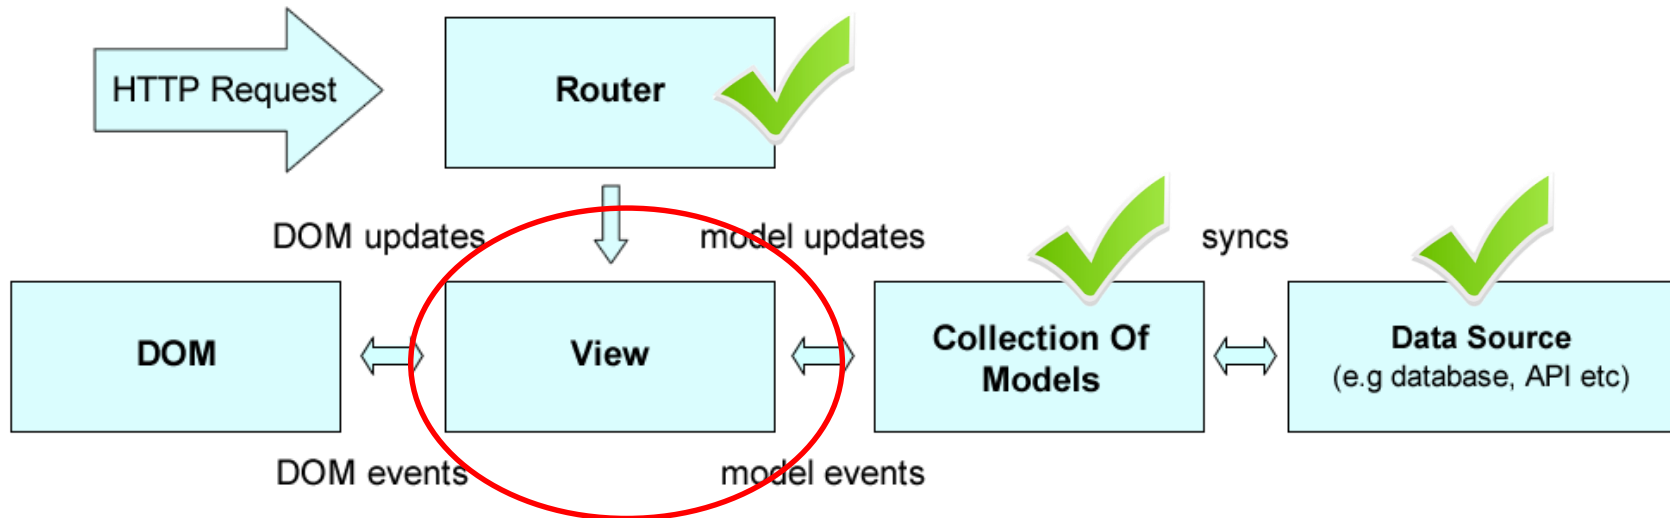 HTTP Request
Router
DOM updates
model updates
syncs
DOM
View
Collection Of
Models
Data Source
(e.g database, API etc)
DOM events
model events